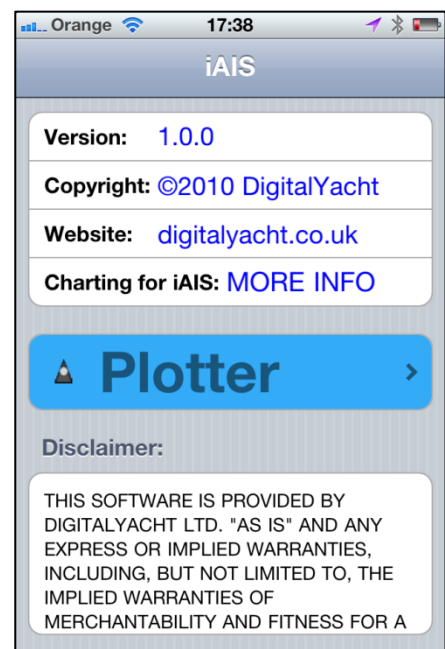 Orange 17:38
iAIS
Version: 1.0.0
Copyright: ©2010 DigitalYacht
Website: digitalyacht.co.uk
Charting for iAIS: MORE INFO
Plotter
Disclaimer:
THIS SOFTWARE IS PROVIDED BY
DIGITALYACHT LTD. "AS IS" AND ANY
EXPRESS OR IMPLIED WARRANTIES,
INCLUDING, BUT NOT LIMITED TO, THE
IMPLIED WARRANTIES OF
MERCHANTABILITY AND FITNESS FOR A